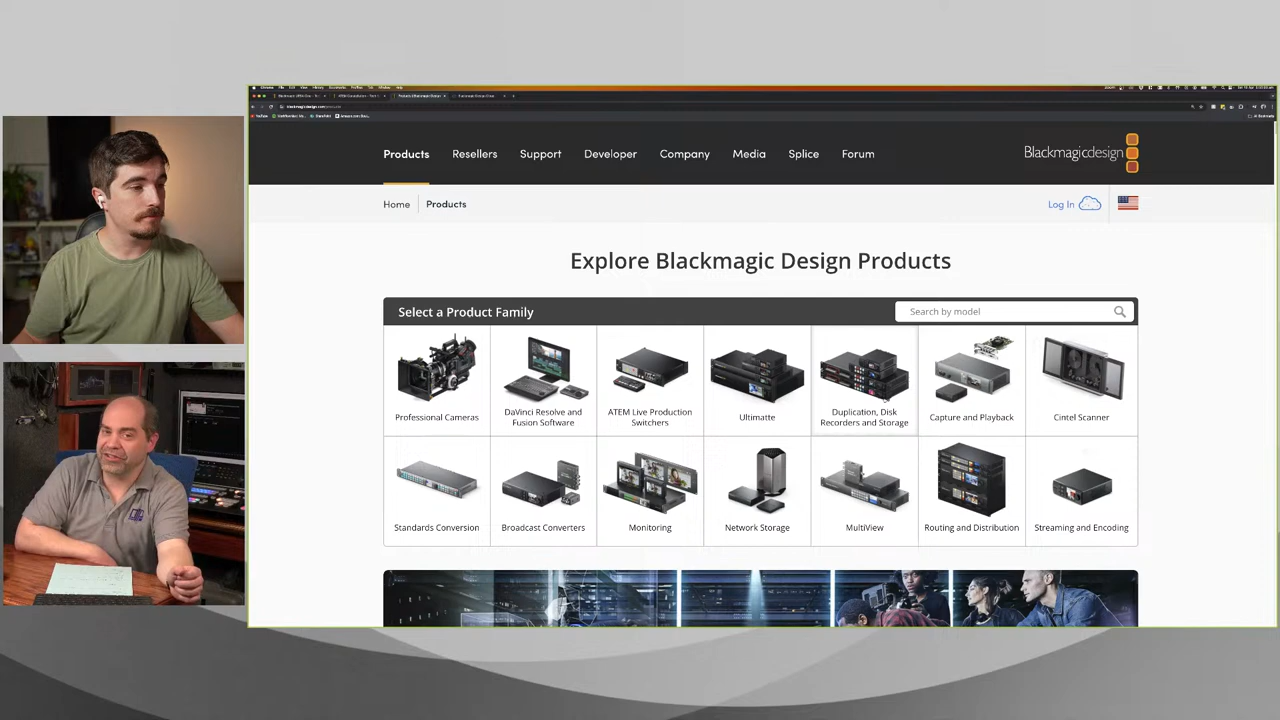 Products
Resellers
Support
Developer
Company
Media
Splice
Forum
Blackmagicdesign
Home
Products
Log In
Explore Blackmagic Design Products
Select a Product Family
Search by model
Professional Cameras
DaVinci Resolve and
Fusion Software
ATEM Live Production
Switchers
Ultimatte
Duplication, Disk
Recorders and Storage
Capture and Playback
Cintel Scanner
Standards Conversion
Broadcast Converters
Monitoring
Network Storage
MultiView
Routing and Distribution
Streaming and Encoding